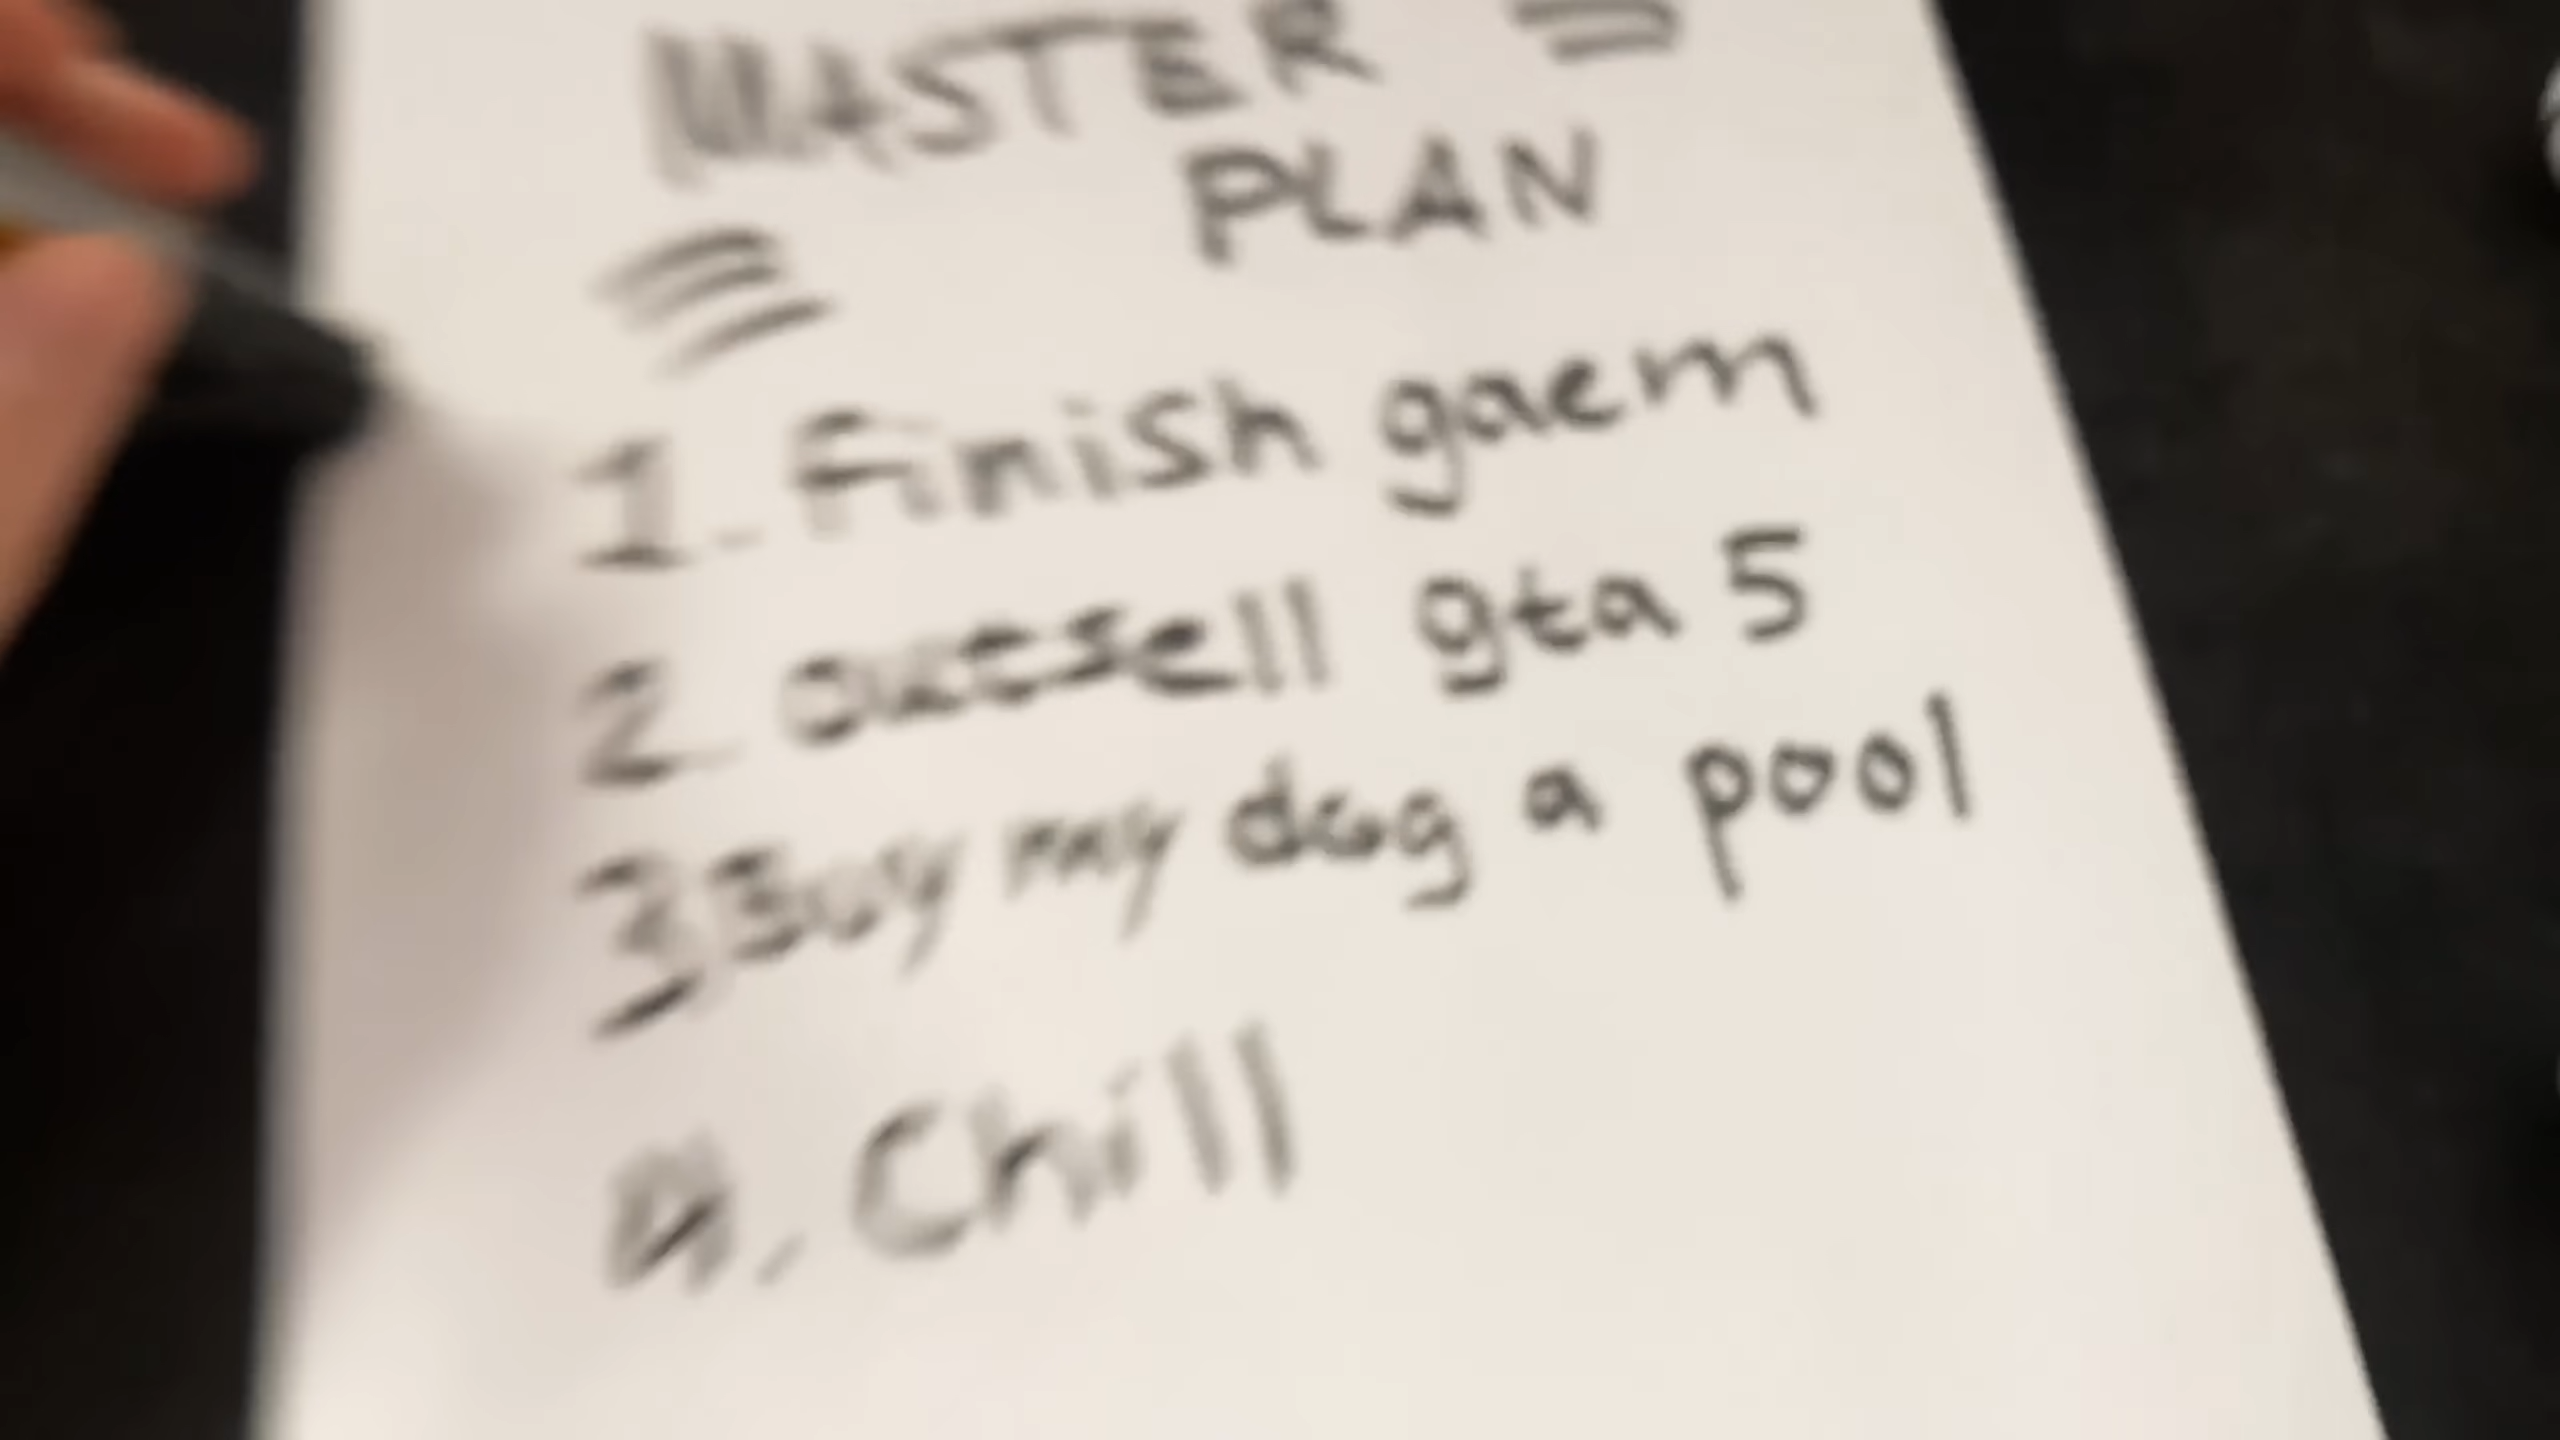 MASTER
PLAN
1. Finish gaem
2 outsell gta 5
3 Buy my dog a pool
4. Chill